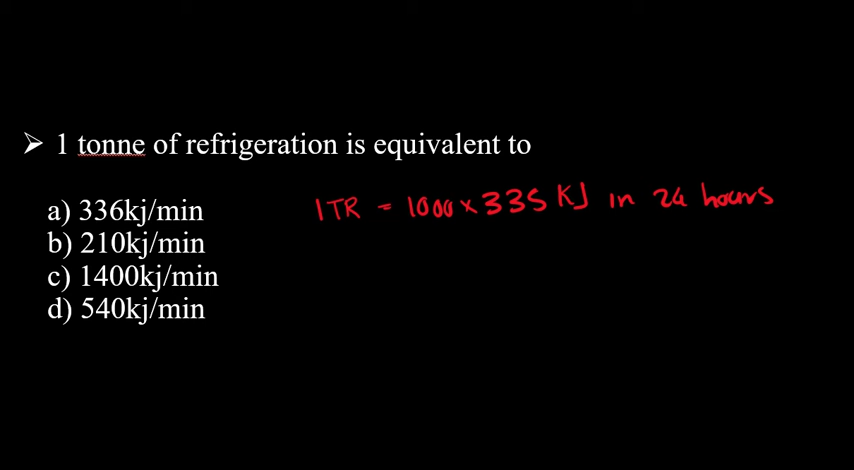 ➤ 1 tonne of refrigeration is equivalent to
a) 336kj/min
1TR = 1000 × 335 KJ in 24 hours
b) 210kj/min
c) 1400kj/min
d) 540kj/min